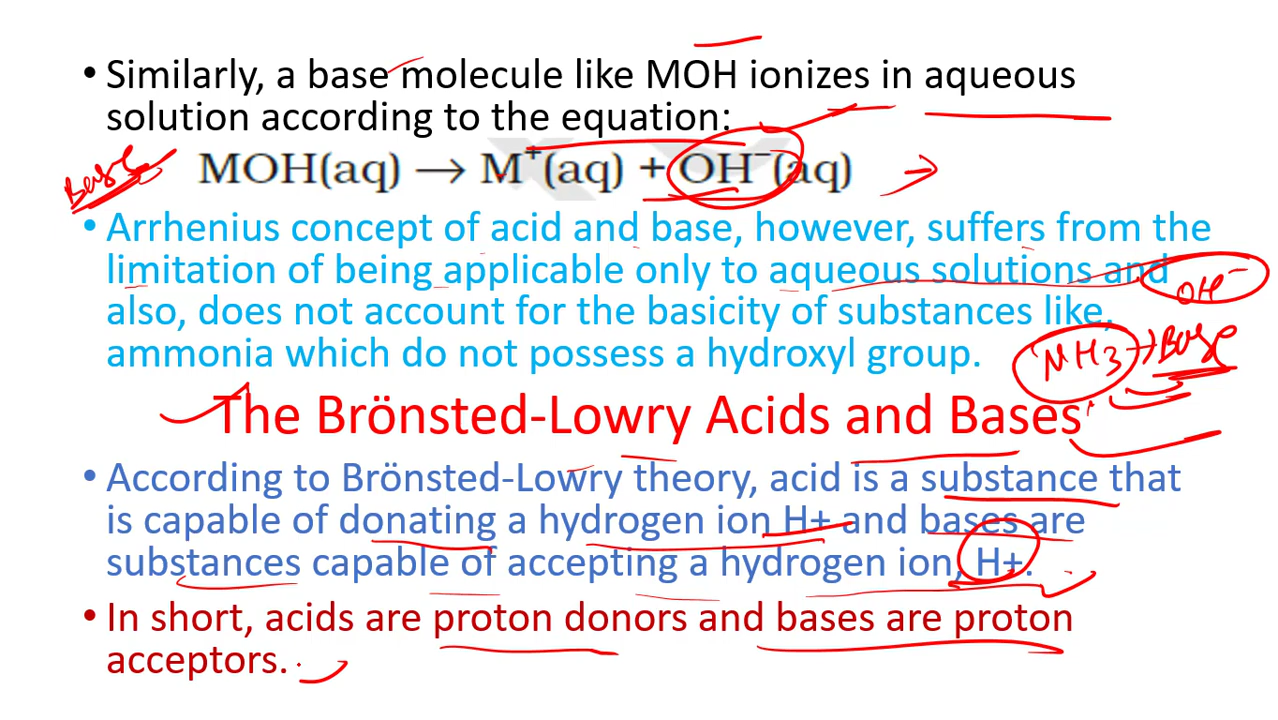 • Similarly, a base molecule like MOH ionizes in aqueous
solution according to the equation:
Base
MOH(aq) → M⁺(aq) + OH⁻(aq)
• Arrhenius concept of acid and base, however, suffers from the
limitation of being applicable only to aqueous solutions and
OH⁻
also, does not account for the basicity of substances like,
ammonia which do not possess a hydroxyl group.
NH3 → Base
The Brönsted-Lowry Acids and Bases
• According to Brönsted-Lowry theory, acid is a substance that
is capable of donating a hydrogen ion H+ and bases are
substances capable of accepting a hydrogen ion, H+.
• In short, acids are proton donors and bases are proton
acceptors.